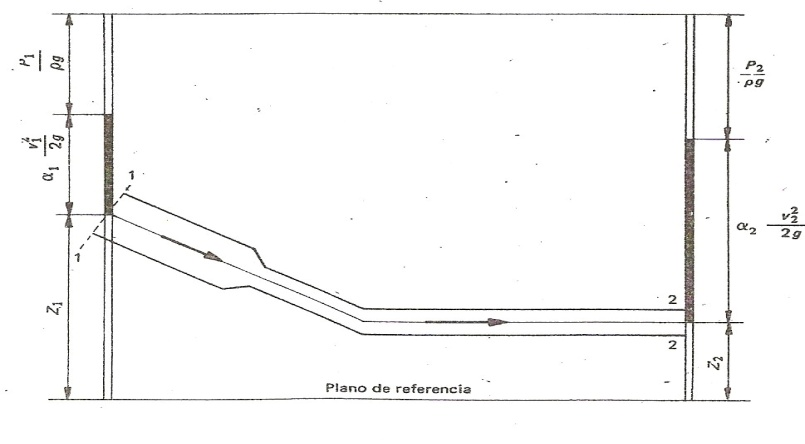 P₁/ρg
α₁ v₁²/2g
Z₁
1
1
2
2
P₂/ρg
α₂ v₂²/2g
Z₂
Plano de referencia